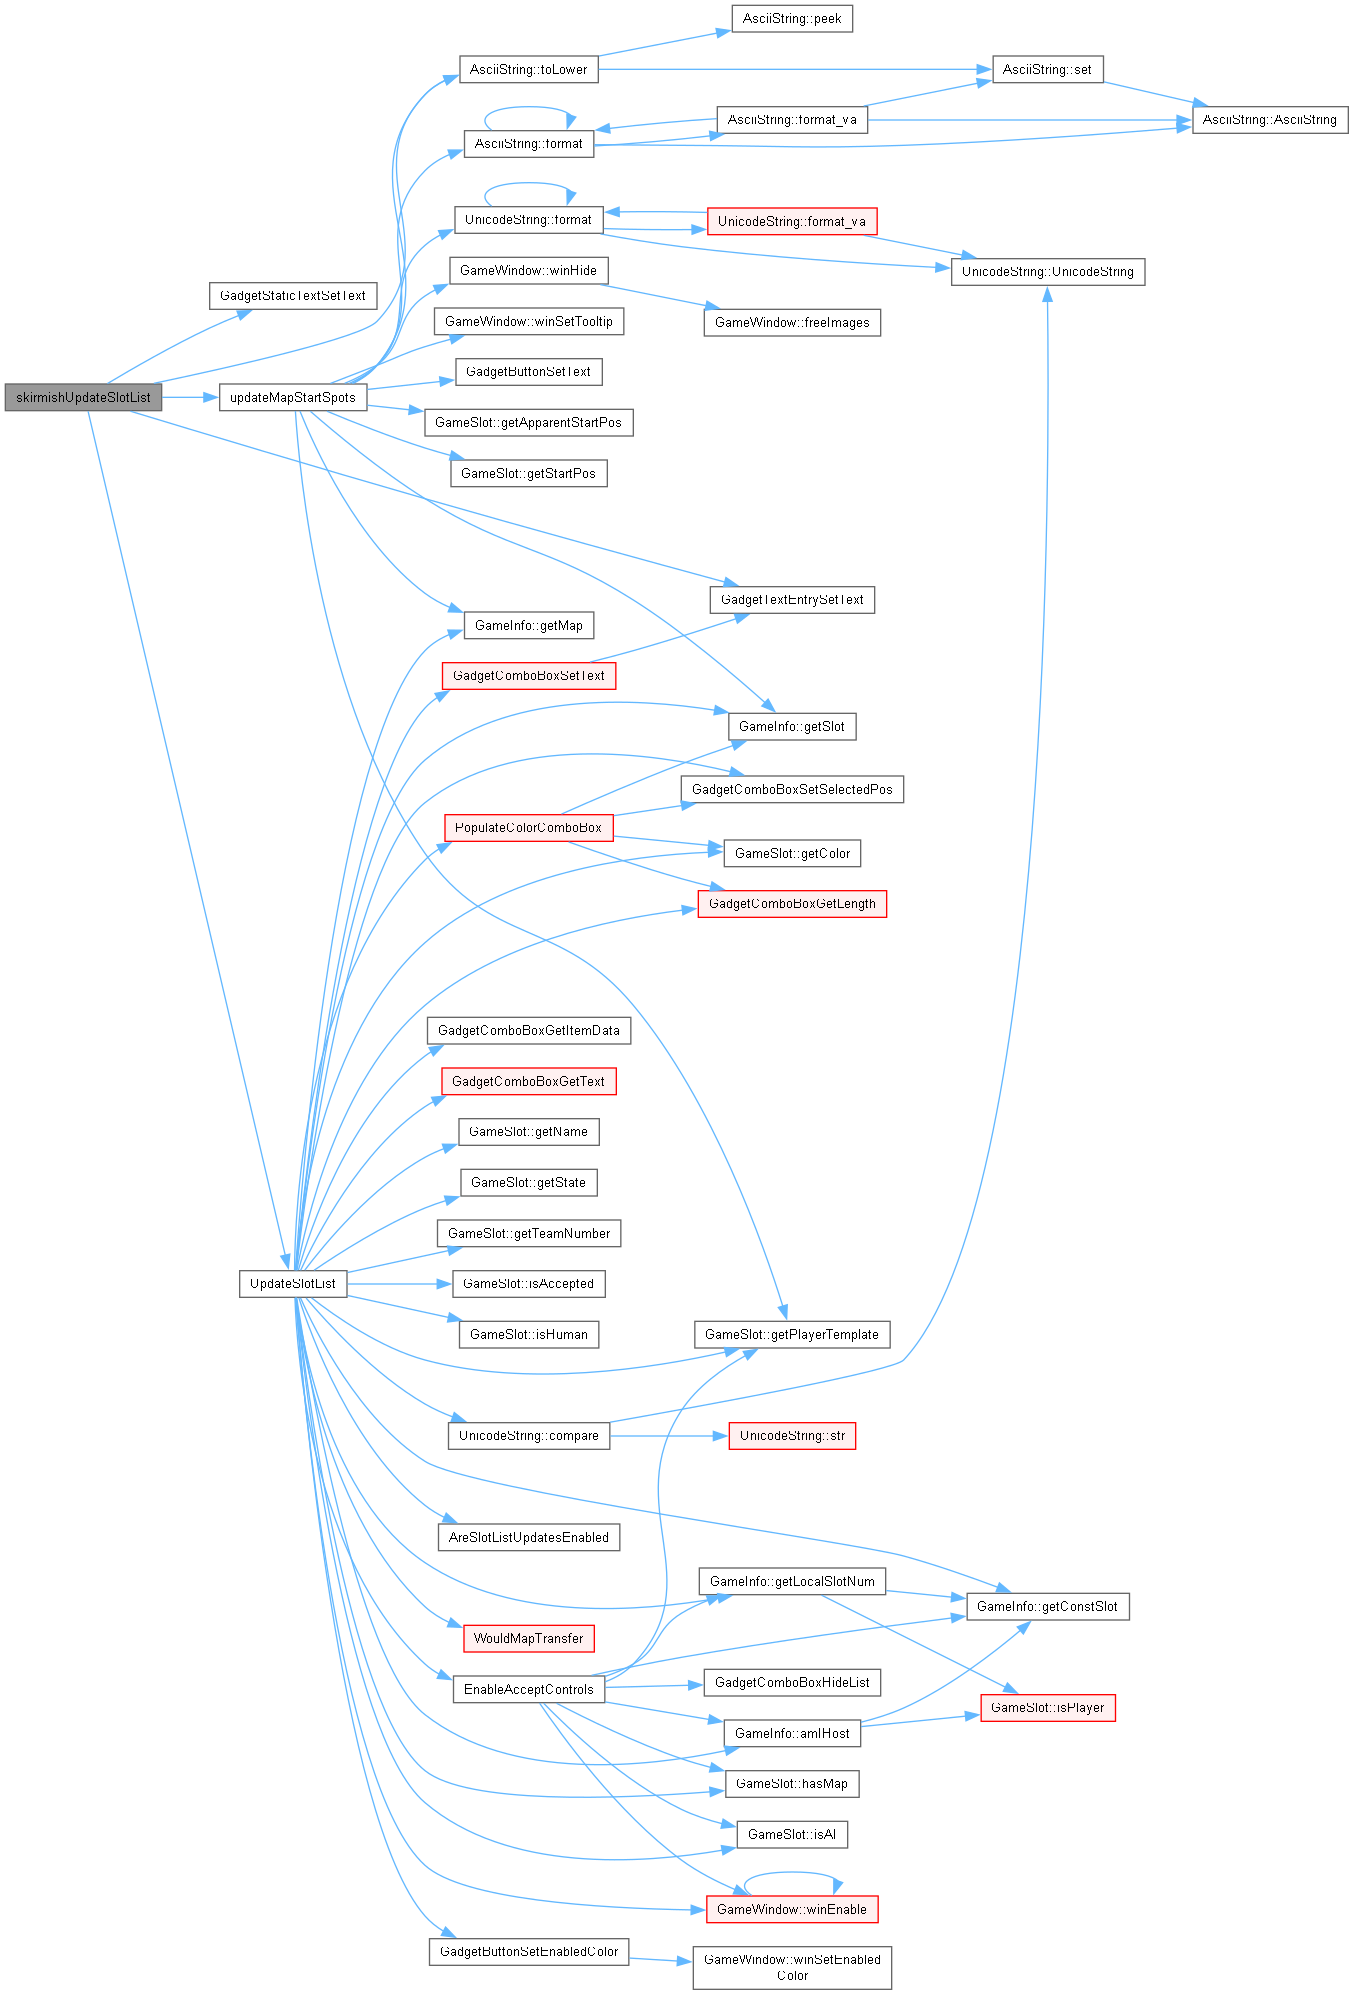 AsciiString::peek
AsciiString::toLower
AsciiString::set
AsciiString::format_va
AsciiString::AsciiString
AsciiString::format
UnicodeString::format
UnicodeString::format_va
UnicodeString::UnicodeString
GameWindow::winHide
GadgetStaticTextSetText
GameWindow::winSetTooltip
GameWindow::freeImages
GadgetButtonSetText
skirmishUpdateSlotList
updateMapStartSpots
GameSlot::getApparentStartPos
GameSlot::getStartPos
GadgetTextEntrySetText
GameInfo::getMap
GadgetComboBoxSetText
GameInfo::getSlot
GadgetComboBoxSetSelectedPos
PopulateColorComboBox
GameSlot::getColor
GadgetComboBoxGetLength
GadgetComboBoxGetItemData
GadgetComboBoxGetText
GameSlot::getName
GameSlot::getState
GameSlot::getTeamNumber
UpdateSlotList
GameSlot::isAccepted
GameSlot::isHuman
GameSlot::getPlayerTemplate
UnicodeString::compare
UnicodeString::str
AreSlotListUpdatesEnabled
GameInfo::getLocalSlotNum
GameInfo::getConstSlot
WouldMapTransfer
EnableAcceptControls
GadgetComboBoxHideList
GameSlot::isPlayer
GameInfo::amIHost
GameSlot::hasMap
GameSlot::isAI
GameWindow::winEnable
GadgetButtonSetEnabledColor
GameWindow::winSetEnabled
Color